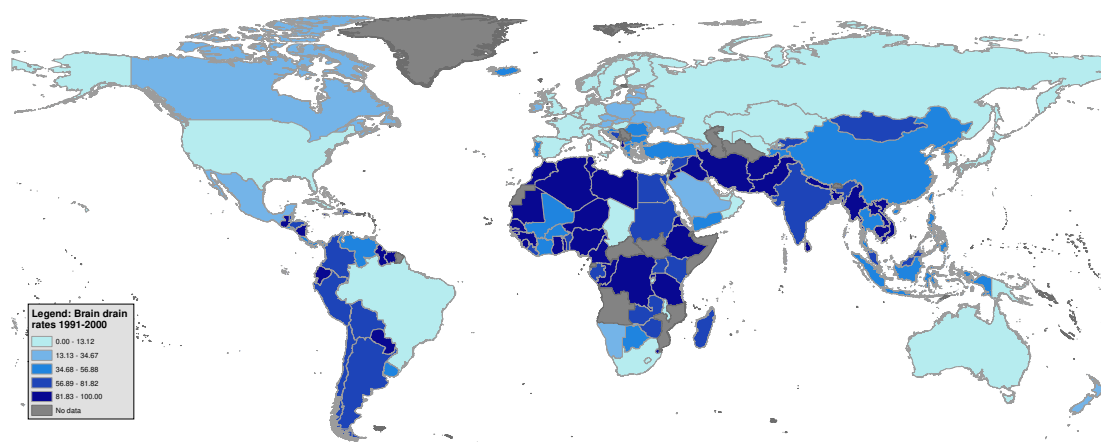 Legend: Brain drain
rates 1991-2000
0.00 - 13.12
13.13 - 34.67
34.68 - 56.88
56.89 - 81.82
81.83 - 100.00
No data